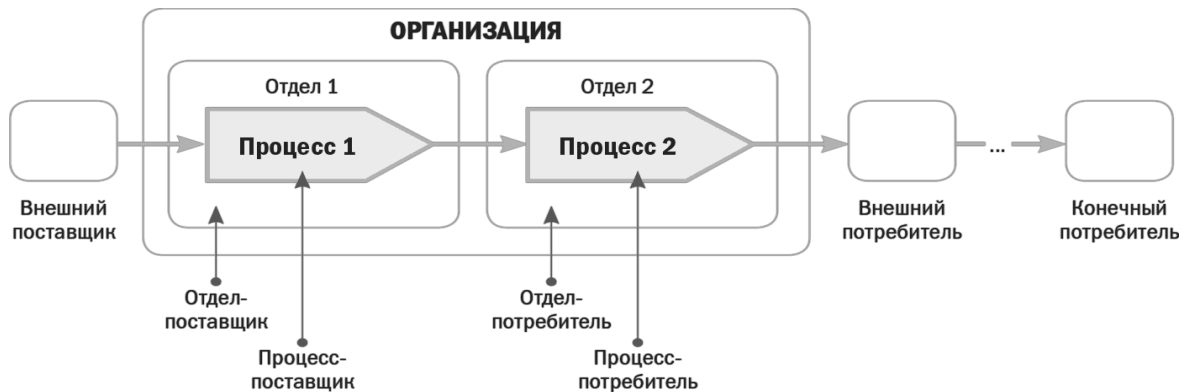 ОРГАНИЗАЦИЯ
Отдел 1
Отдел 2
Процесс 1
Процесс 2
...
Внешний
поставщик
Внешний
потребитель
Конечный
потребитель
Отдел-
поставщик
Отдел-
потребитель
Процесс-
поставщик
Процесс-
потребитель